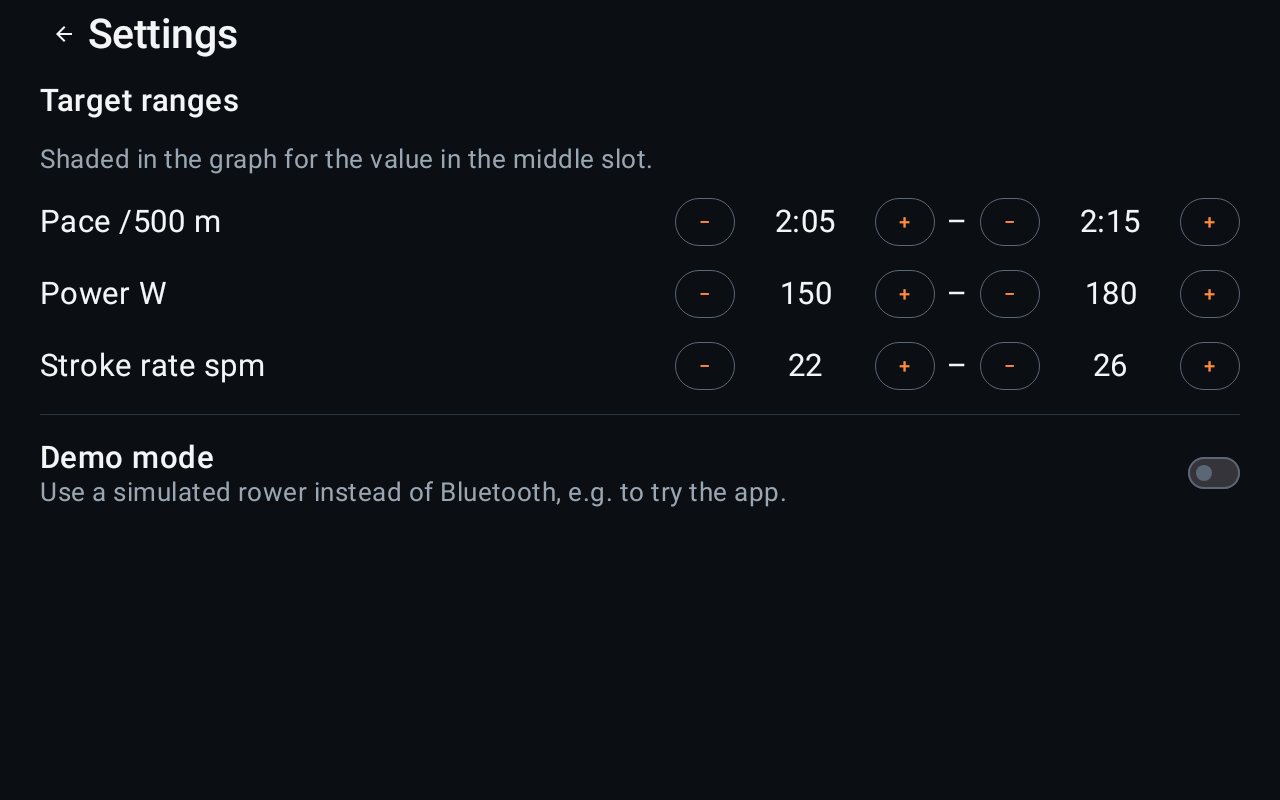 Settings
Target ranges
Shaded in the graph for the value in the middle slot.
Pace /500 m − 2:05 + – − 2:15 +
Power W − 150 + – − 180 +
Stroke rate spm − 22 + – − 26 +
Demo mode
Use a simulated rower instead of Bluetooth, e.g. to try the app.